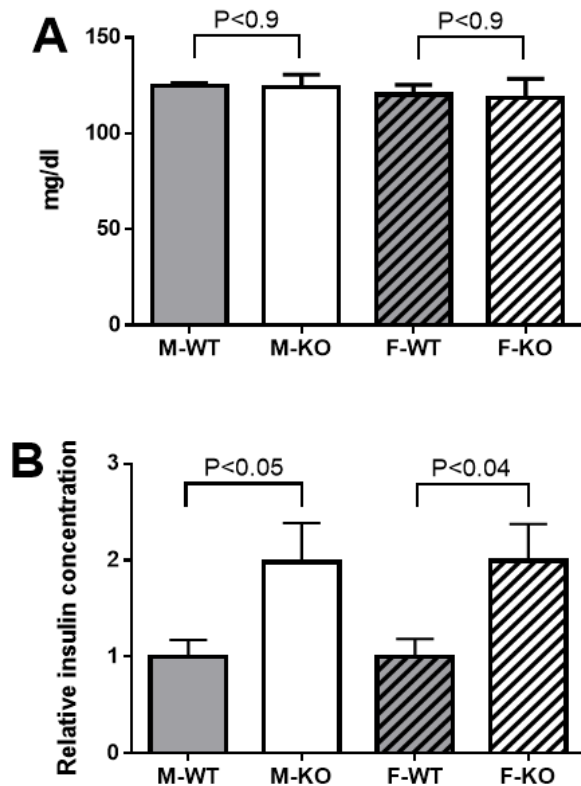 A
P<0.9
P<0.9
150
100
50
0
mg/dl
M-WT
M-KO
F-WT
F-KO
B
P<0.05
P<0.04
3
2
1
0
Relative insulin concentration
M-WT
M-KO
F-WT
F-KO